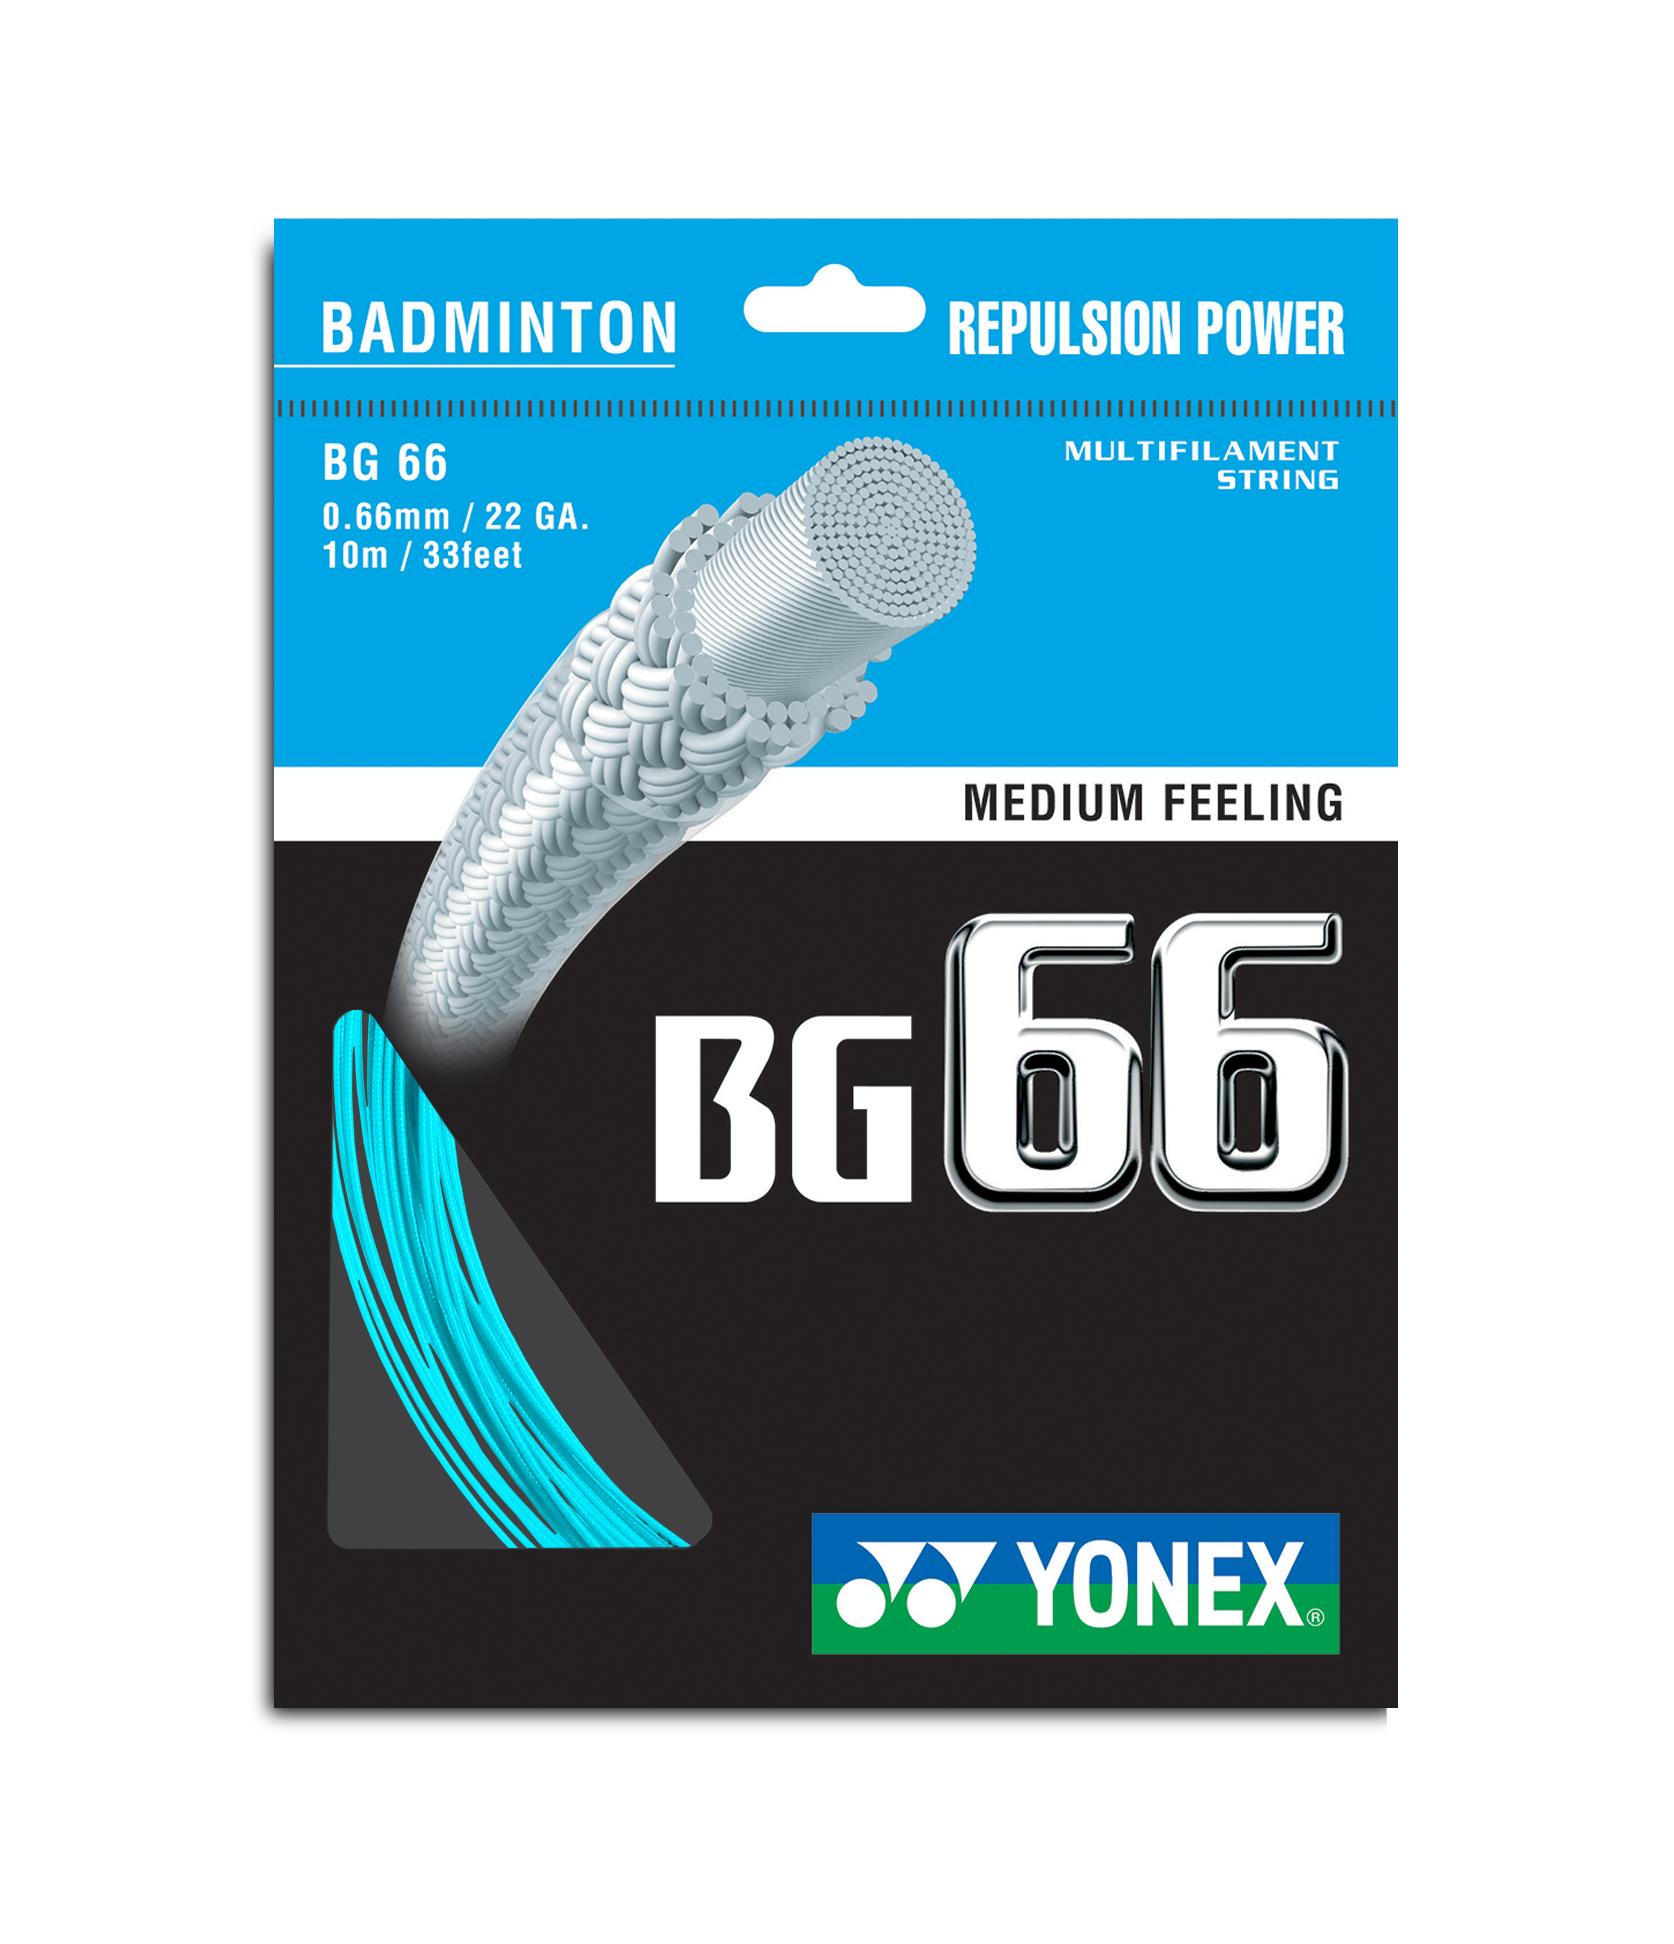 BADMINTON
REPULSION POWER
BG 66
0.66mm / 22 GA.
10m / 33feet
MULTIFILAMENT
STRING
MEDIUM FEELING
BG66
YONEX®